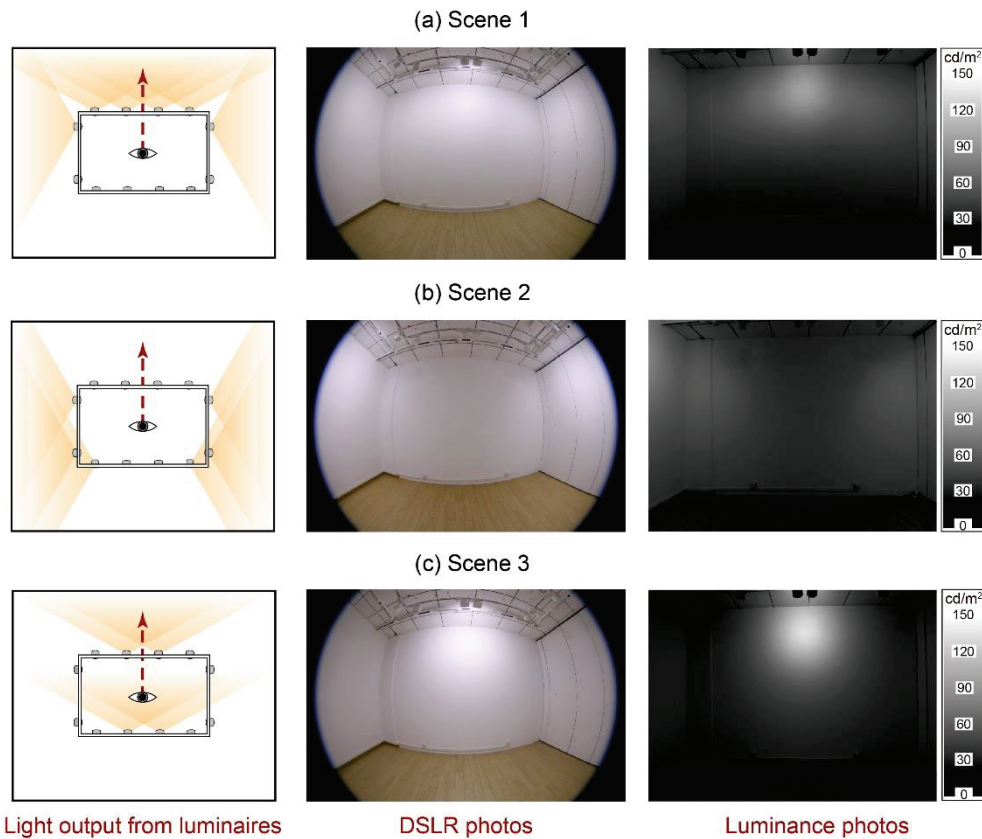 (a) Scene 1
cd/m²
150
120
90
60
30
0
(b) Scene 2
cd/m²
150
120
90
60
30
0
(c) Scene 3
cd/m²
150
120
90
60
30
0
Light output from luminaires DSLR photos Luminance photos